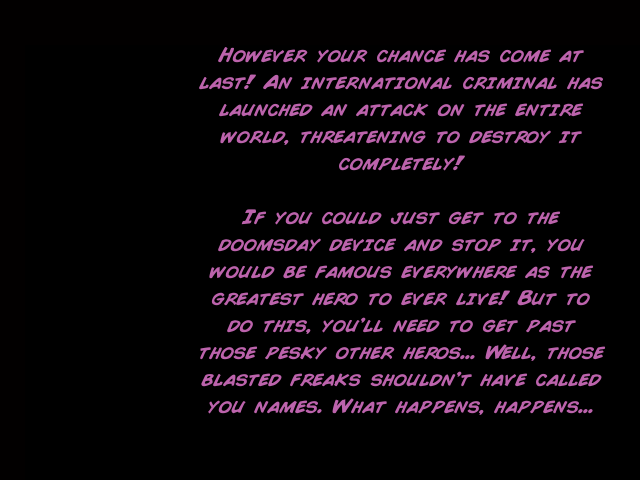 However your chance has come at
last! An international criminal has
launched an attack on the entire
world, threatening to destroy it
completely!
If you could just get to the
doomsday device and stop it, you
would be famous everywhere as the
greatest hero to ever live! But to
do this, you'll need to get past
those pesky other heros... Well, those
blasted freaks shouldn't have called
you names. What happens, happens...